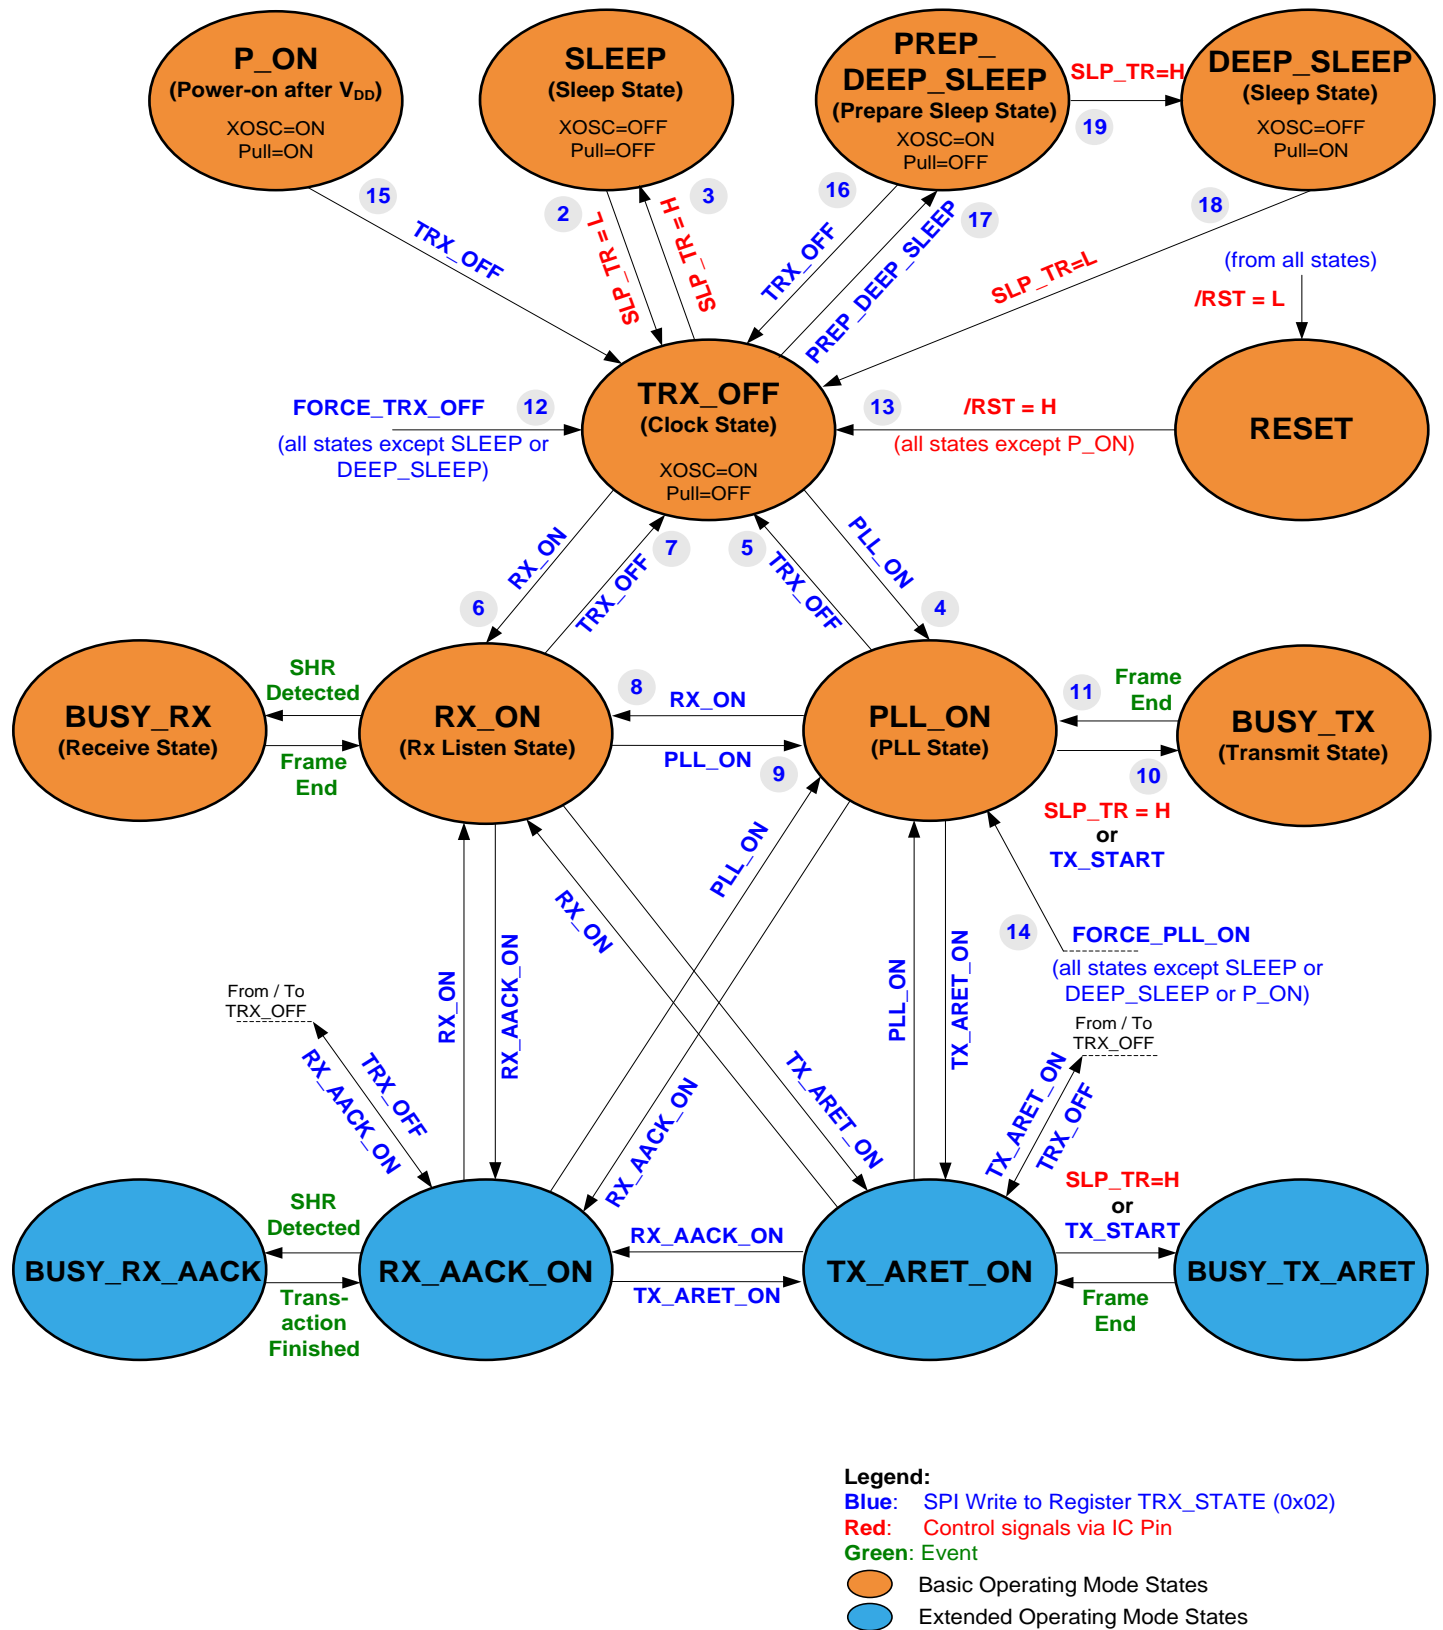 P_ON
(Power-on after VDD)
XOSC=ON
Pull=ON
SLEEP
(Sleep State)
XOSC=OFF
Pull=OFF
PREP_
DEEP_SLEEP
(Prepare Sleep State)
XOSC=ON
Pull=OFF
SLP_TR=H
19
DEEP_SLEEP
(Sleep State)
XOSC=OFF
Pull=ON
15
TRX_OFF
2
SLP_TR = L
3
SLP_TR = H
16
TRX_OFF
17
PREP_DEEP_SLEEP
18
SLP_TR=L
(from all states)
/RST = L
FORCE_TRX_OFF
12
(all states except SLEEP or
DEEP_SLEEP)
TRX_OFF
(Clock State)
XOSC=ON
Pull=OFF
13
/RST = H
(all states except P_ON)
RESET
RX_ON
6
7
TRX_OFF
5
TRX_OFF
PLL_ON
4
BUSY_RX
(Receive State)
SHR
Detected
Frame
End
RX_ON
(Rx Listen State)
8
RX_ON
PLL_ON
9
PLL_ON
(PLL State)
11
Frame
End
10
SLP_TR = H
or
TX_START
BUSY_TX
(Transmit State)
14
FORCE_PLL_ON
(all states except SLEEP or
DEEP_SLEEP or P_ON)
From / To
TRX_OFF
TRX_OFF
RX_AACK_ON
RX_ON
RX_AACK_ON
RX_ON
PLL_ON
RX_AACK_ON
TX_ARET_ON
PLL_ON
TX_ARET_ON
From / To
TRX_OFF
TX_ARET_ON
TRX_OFF
BUSY_RX_AACK
SHR
Detected
Trans-
action
Finished
RX_AACK_ON
RX_AACK_ON
TX_ARET_ON
TX_ARET_ON
SLP_TR=H
or
TX_START
Frame
End
BUSY_TX_ARET
Legend:
Blue: SPI Write to Register TRX_STATE (0x02)
Red: Control signals via IC Pin
Green: Event
Basic Operating Mode States
Extended Operating Mode States